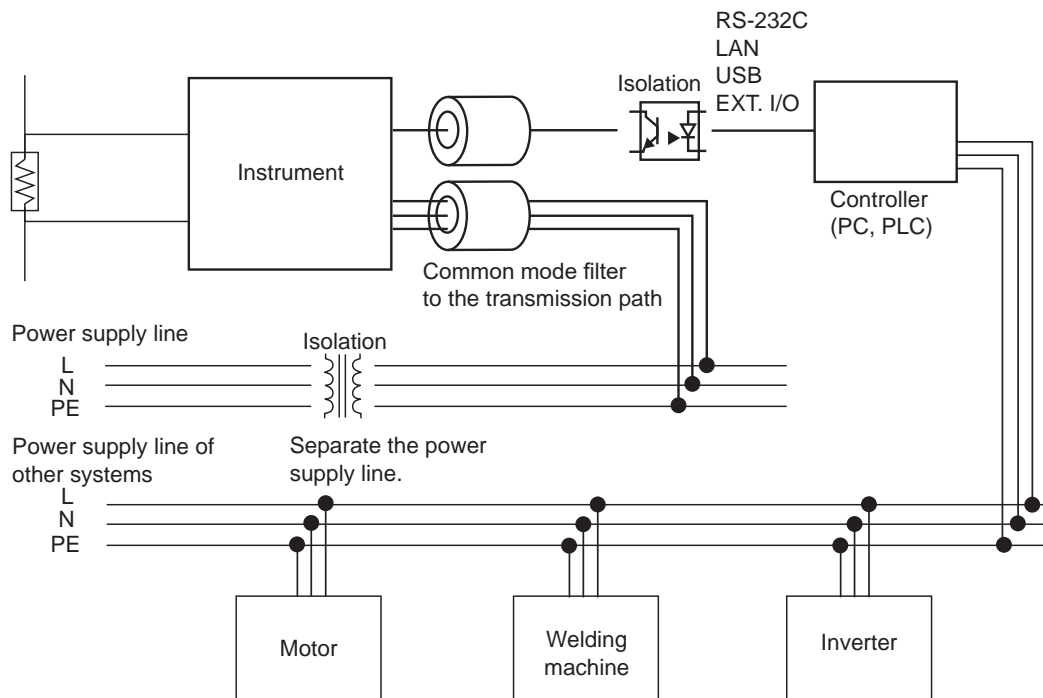 RS-232C
LAN
USB
EXT. I/O
Isolation
Instrument
Controller
(PC, PLC)
Common mode filter
to the transmission path
Power supply line
Isolation
L
N
PE
Power supply line of
other systems
Separate the power
supply line.
L
N
PE
Motor
Welding
machine
Inverter